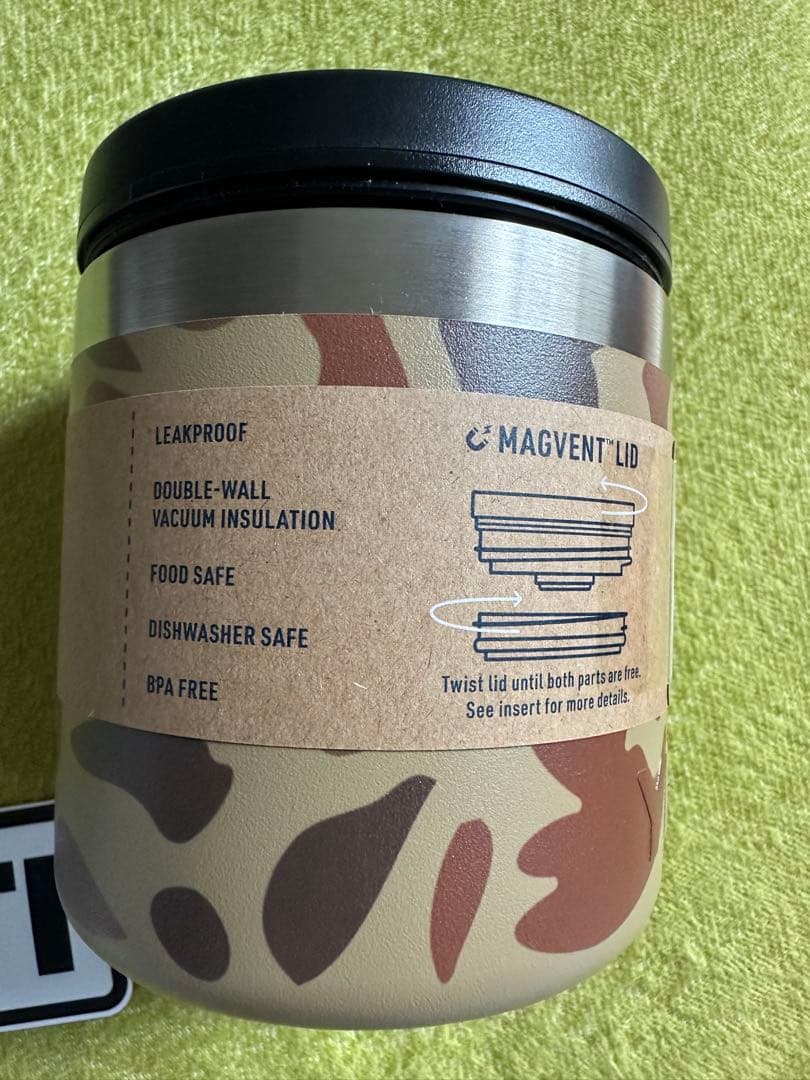 LEAKPROOF
DOUBLE-WALL
VACUUM INSULATION
FOOD SAFE
DISHWASHER SAFE
BPA FREE
MAGVENT™ LID
Twist lid until both parts are free.
See insert for more details.